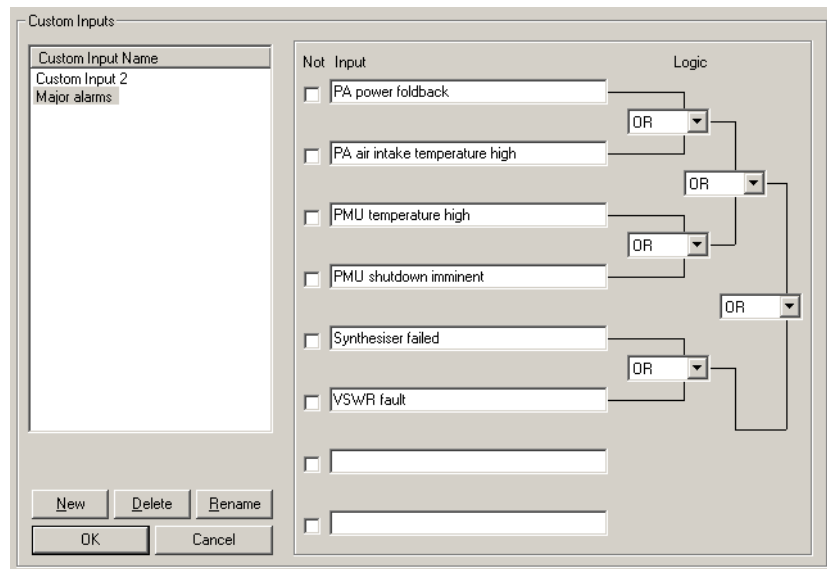 Custom Inputs
Custom Input Name
Custom Input 2
Major alarms
New
Delete
Rename
OK
Cancel
Not Input Logic
PA power foldback
OR
PA air intake temperature high
OR
PMU temperature high
OR
PMU shutdown imminent
OR
Synthesiser failed
OR
VSWR fault